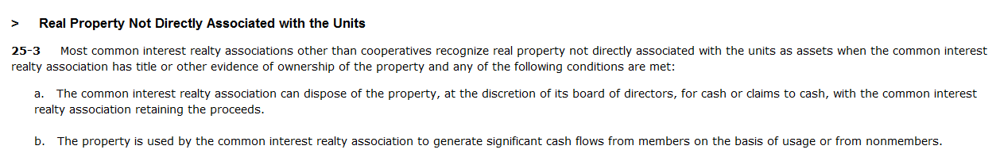 > Real Property Not Directly Associated with the Units
25-3 Most common interest realty associations other than cooperatives recognize real property not directly associated with the units as assets when the common interest
realty association has title or other evidence of ownership of the property and any of the following conditions are met:
a. The common interest realty association can dispose of the property, at the discretion of its board of directors, for cash or claims to cash, with the common interest
realty association retaining the proceeds.
b. The property is used by the common interest realty association to generate significant cash flows from members on the basis of usage or from nonmembers.